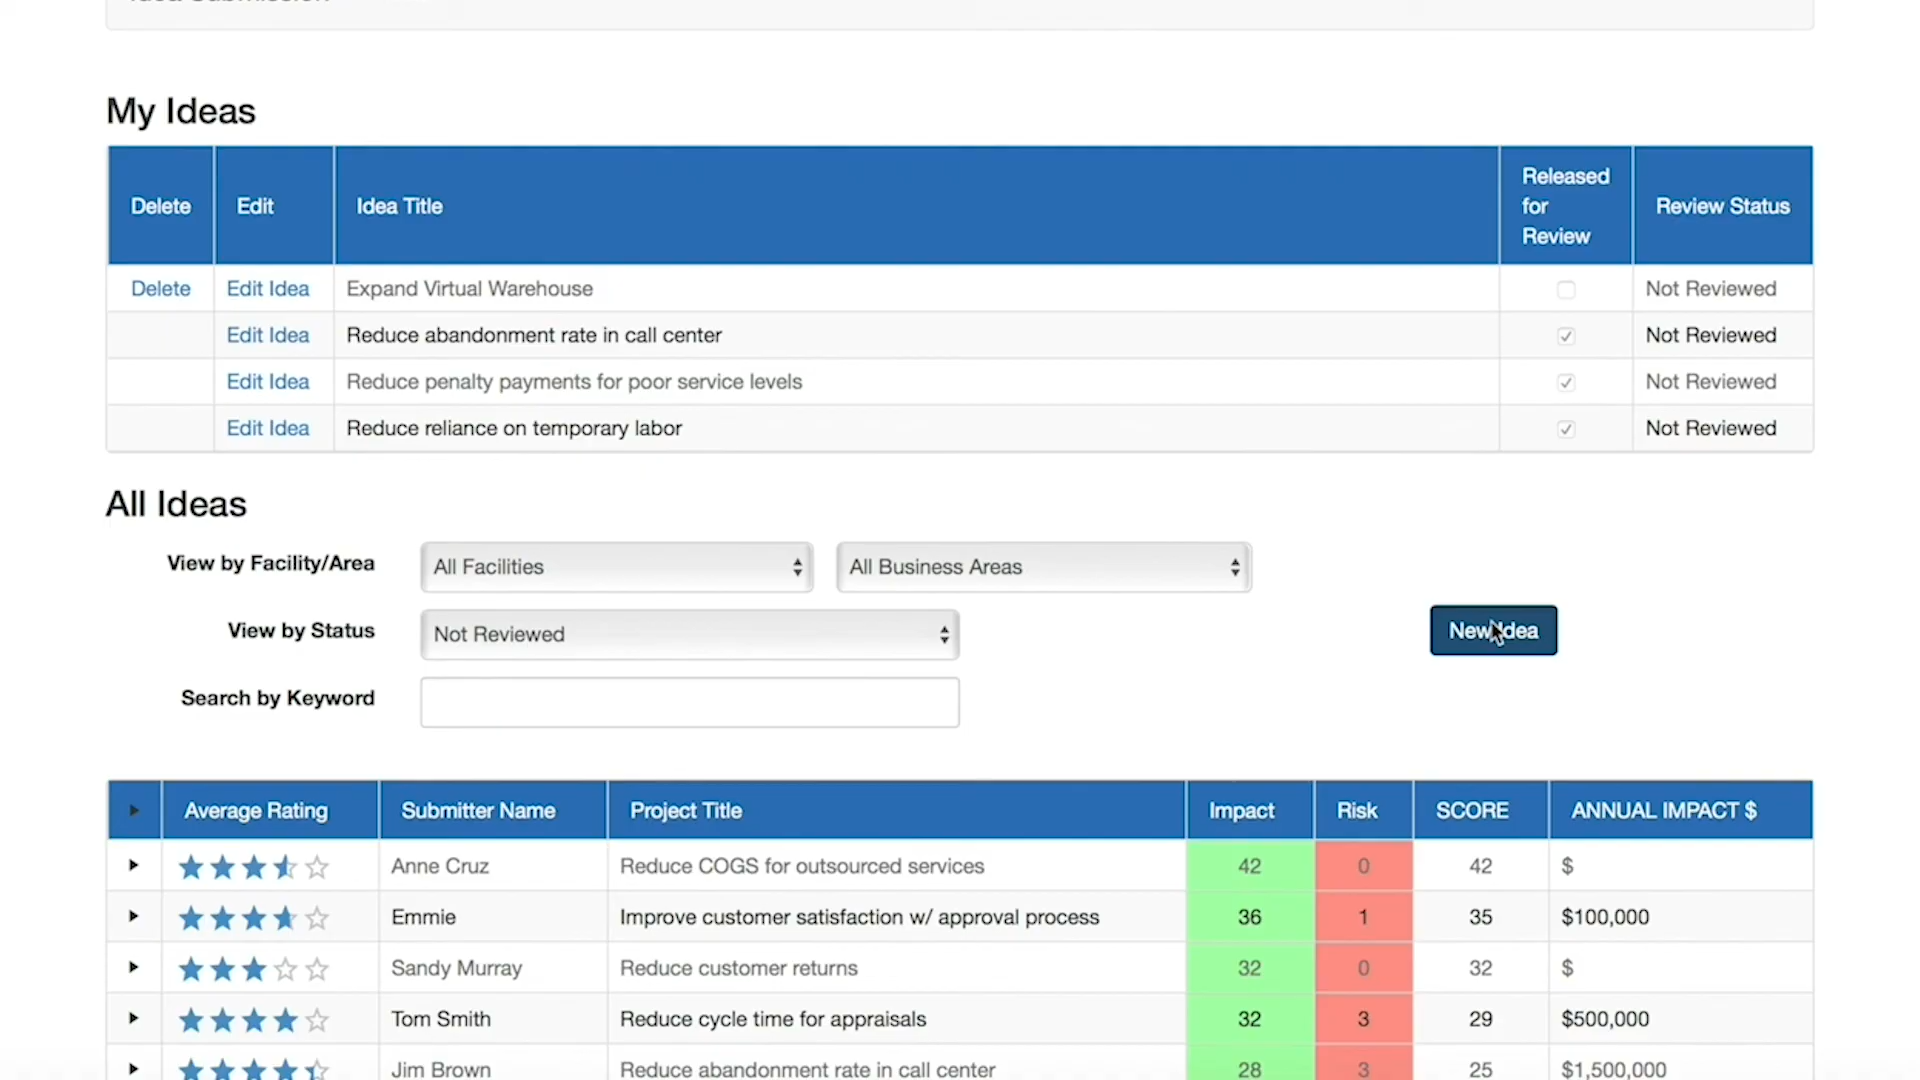 My Ideas
Delete Edit Idea Title Released for Review Review Status
Delete Edit Idea Expand Virtual Warehouse Not Reviewed
Edit Idea Reduce abandonment rate in call center Not Reviewed
Edit Idea Reduce penalty payments for poor service levels Not Reviewed
Edit Idea Reduce reliance on temporary labor Not Reviewed
All Ideas
View by Facility/Area All Facilities All Business Areas
View by Status Not Reviewed New Idea
Search by Keyword
Average Rating Submitter Name Project Title Impact Risk SCORE ANNUAL IMPACT $
Anne Cruz Reduce COGS for outsourced services 42 0 42 $
Emmie Improve customer satisfaction w/ approval process 36 1 35 $100,000
Sandy Murray Reduce customer returns 32 0 32 $
Tom Smith Reduce cycle time for appraisals 32 3 29 $500,000
Jim Brown Reduce abandonment rate in call center 28 3 25 $1,500,000